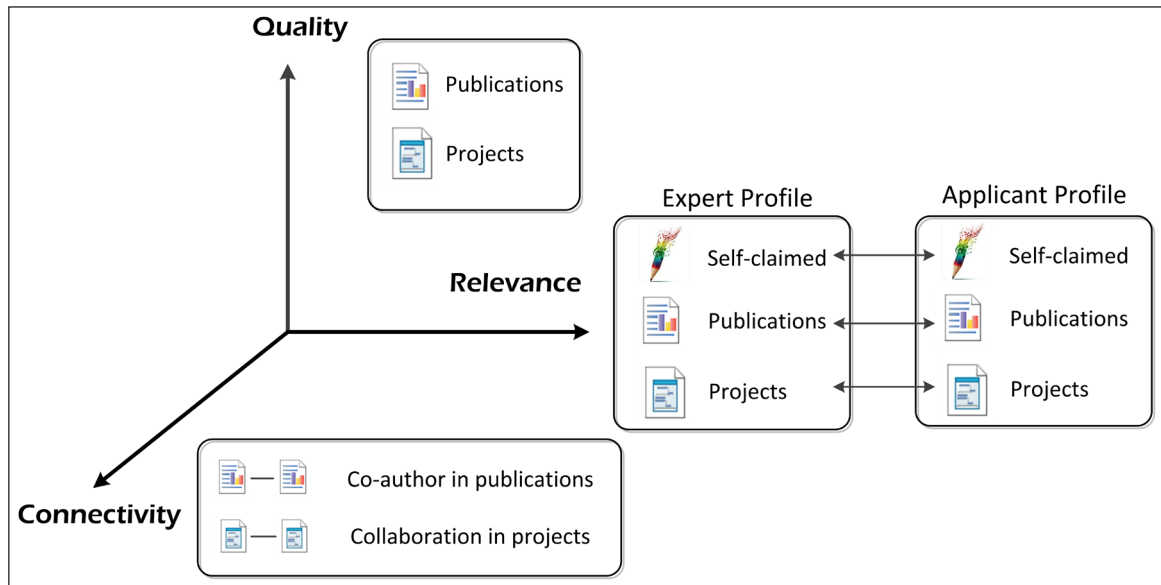 Quality
Publications
Projects
Expert Profile
Applicant Profile
Self-claimed
Self-claimed
Relevance
Publications
Publications
Projects
Projects
Connectivity
Co-author in publications
Collaboration in projects